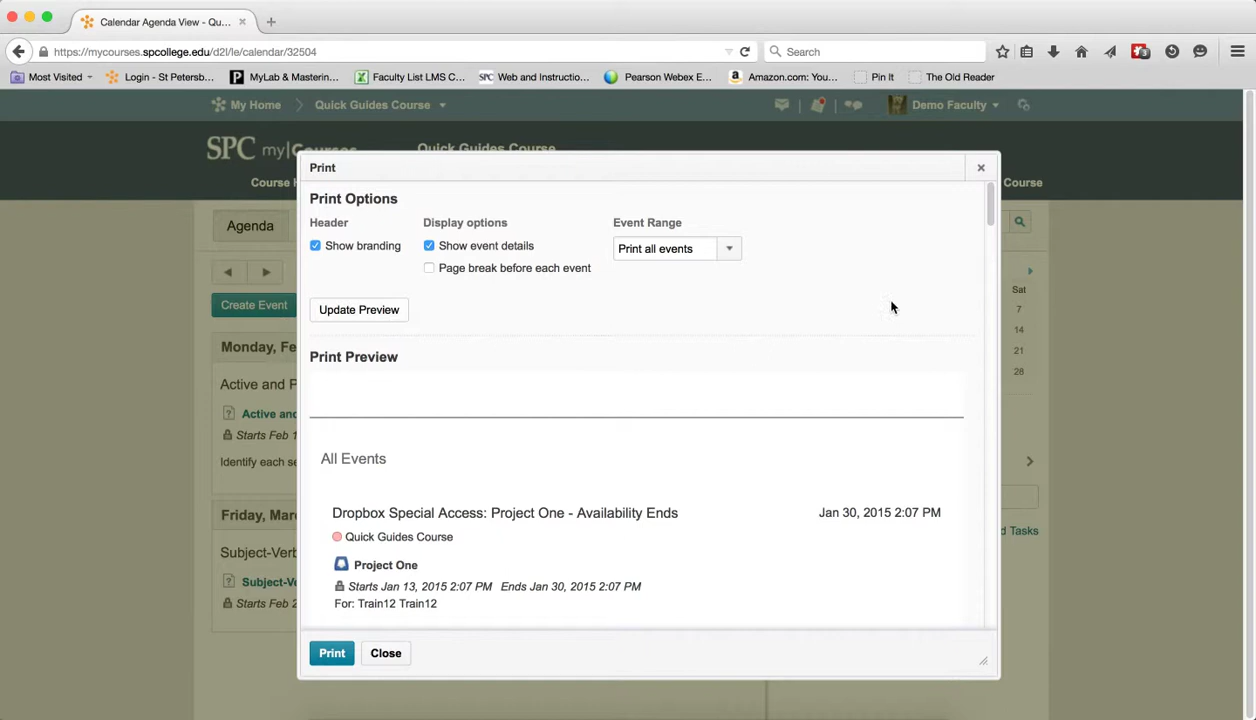 Calendar Agenda View - Qu...
https://mycourses.spcollege.edu/d2l/le/calendar/32504
Search
3
Most Visited
Login - St Petersb...
MyLab & Mastering...
Faculty List LMS C...
SPC Web and Instructio...
Pearson Webex E...
Amazon.com: You...
Pin It
The Old Reader
My Home
Quick Guides Course
Demo Faculty
SPC
Quick Guides Course
Course
Course
Agenda
Print
Print Options
Header
Display options
Event Range
Show branding
Show event details
Print all events
Page break before each event
Update Preview
Create Event
Sat
7
14
21
28
Monday, Fe
Print Preview
Active and P
Active and
Starts Feb 1
Identify each se
All Events
Friday, Mar
Dropbox Special Access: Project One - Availability Ends
Jan 30, 2015 2:07 PM
Quick Guides Course
Subject-Verb
Project One
Subject-Ve
Starts Jan 13, 2015 2:07 PM Ends Jan 30, 2015 2:07 PM
Starts Feb 2
For: Train12 Train12
Tasks
Print
Close